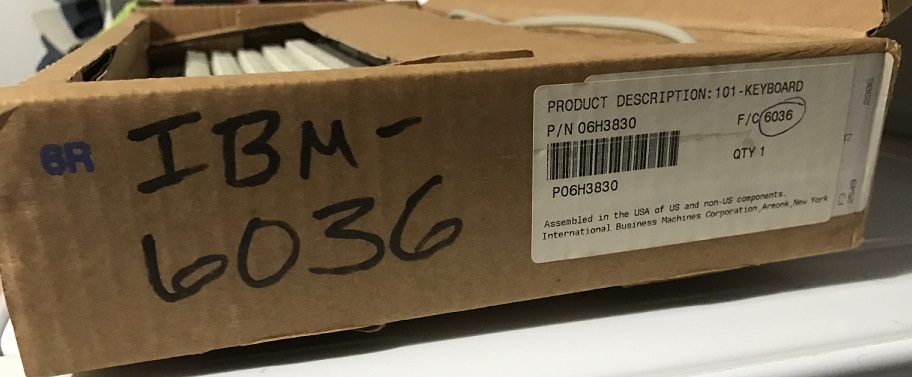 6R
IBM-
6036
PRODUCT DESCRIPTION:101-KEYBOARD
P/N 06H3830
F/C 6036
QTY 1
P06H3830
Assembled in the USA of US and non-US components.
International Business Machines Corporation,Armonk,New York